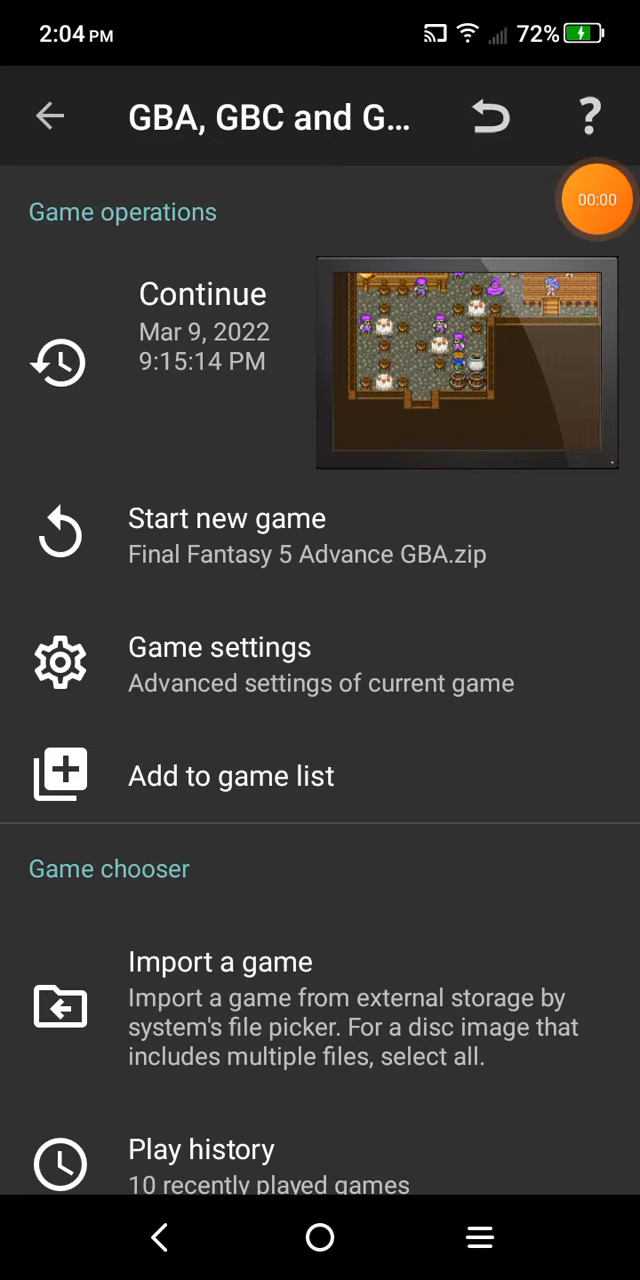 2:04 PM
72%
GBA, GBC and G...
?
00:00
Game operations
Continue
Mar 9, 2022
9:15:14 PM
Start new game
Final Fantasy 5 Advance GBA.zip
Game settings
Advanced settings of current game
Add to game list
Game chooser
Import a game
Import a game from external storage by
system's file picker. For a disc image that
includes multiple files, select all.
Play history
10 recently played games